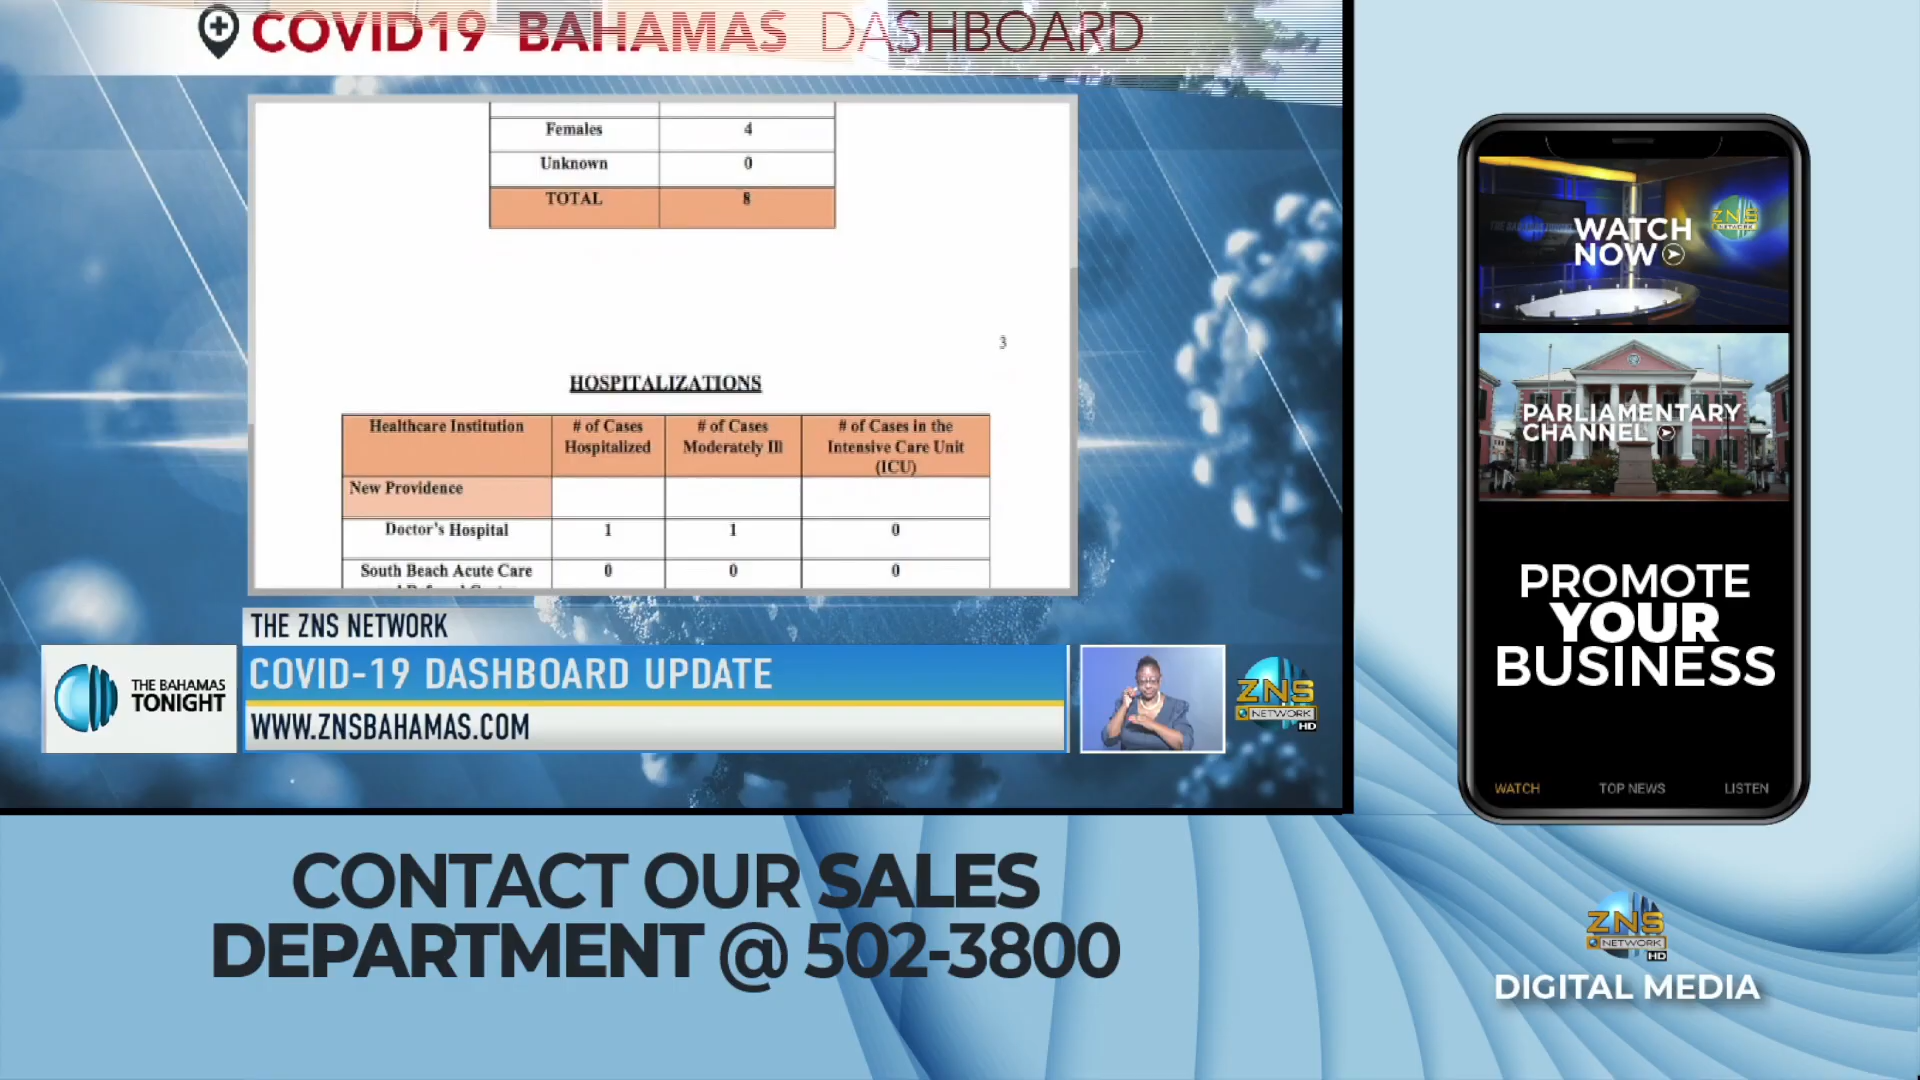 COVID19 BAHAMAS DASHBOARD
Females 4
Unknown 0
TOTAL 8
3
HOSPITALIZATIONS
Healthcare Institution # of Cases Hospitalized # of Cases Moderately Ill # of Cases in the Intensive Care Unit (ICU)
New Providence
Doctor's Hospital 1 1 0
South Beach Acute Care 0 0 0
THE ZNS NETWORK
COVID-19 DASHBOARD UPDATE
WWW.ZNSBAHAMAS.COM
THE BAHAMAS
TONIGHT
ZNS
NETWORK
HD
CONTACT OUR SALES
DEPARTMENT @ 502-3800
ZNS
NETWORK
WATCH
NOW
PARLIAMENTARY
CHANNEL
PROMOTE
YOUR
BUSINESS
WATCH TOP NEWS LISTEN
ZNS
NETWORK
HD
DIGITAL MEDIA